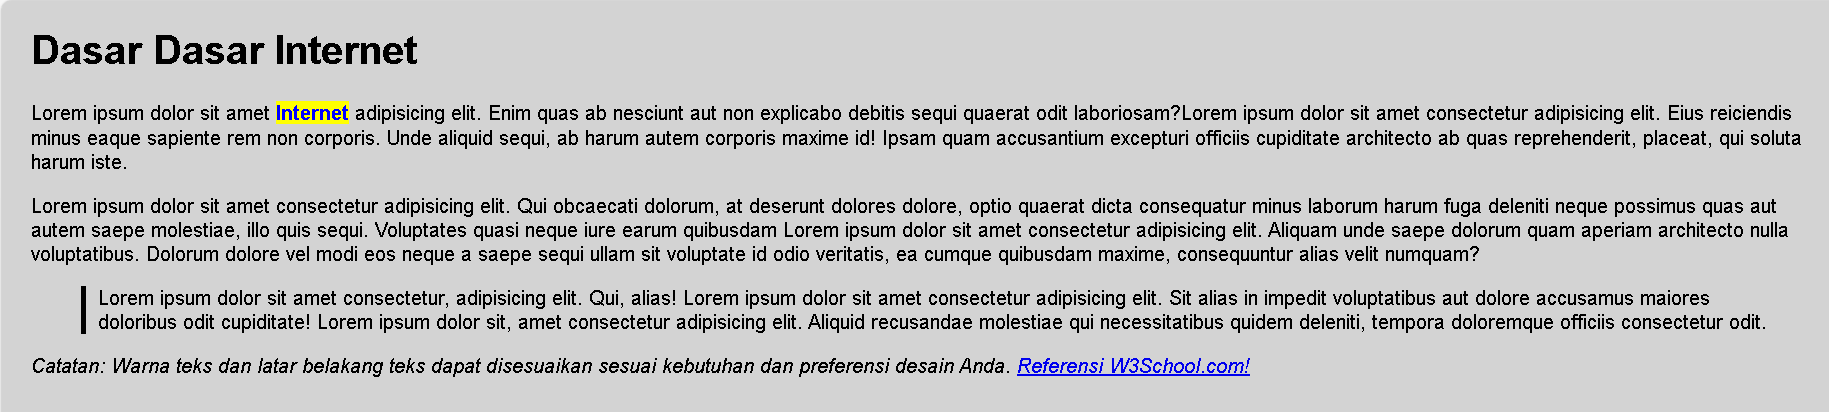 Dasar Dasar Internet
Lorem ipsum dolor sit amet Internet adipisicing elit. Enim quas ab nesciunt aut non explicabo debitis sequi quaerat odit laboriosam?Lorem ipsum dolor sit amet consectetur adipisicing elit. Eius reiciendis
minus eaque sapiente rem non corporis. Unde aliquid sequi, ab harum autem corporis maxime id! Ipsam quam accusantium excepturi officiis cupiditate architecto ab quas reprehenderit, placeat, qui soluta
harum iste.
Lorem ipsum dolor sit amet consectetur adipisicing elit. Qui obcaecati dolorum, at deserunt dolores dolore, optio quaerat dicta consequatur minus laborum harum fuga deleniti neque possimus quas aut
autem saepe molestiae, illo quis sequi. Voluptates quasi neque iure earum quibusdam Lorem ipsum dolor sit amet consectetur adipisicing elit. Aliquam unde saepe dolorum quam aperiam architecto nulla
voluptatibus. Dolorum dolore vel modi eos neque a saepe sequi ullam sit voluptate id odio veritatis, ea cumque quibusdam maxime, consequuntur alias velit numquam?
Lorem ipsum dolor sit amet consectetur, adipisicing elit. Qui, alias! Lorem ipsum dolor sit amet consectetur adipisicing elit. Sit alias in impedit voluptatibus aut dolore accusamus maiores
doloribus odit cupiditate! Lorem ipsum dolor sit, amet consectetur adipisicing elit. Aliquid recusandae molestiae qui necessitatibus quidem deleniti, tempora doloremque officiis consectetur odit.
Catatan: Warna teks dan latar belakang teks dapat disesuaikan sesuai kebutuhan dan preferensi desain Anda. Referensi W3School.com!